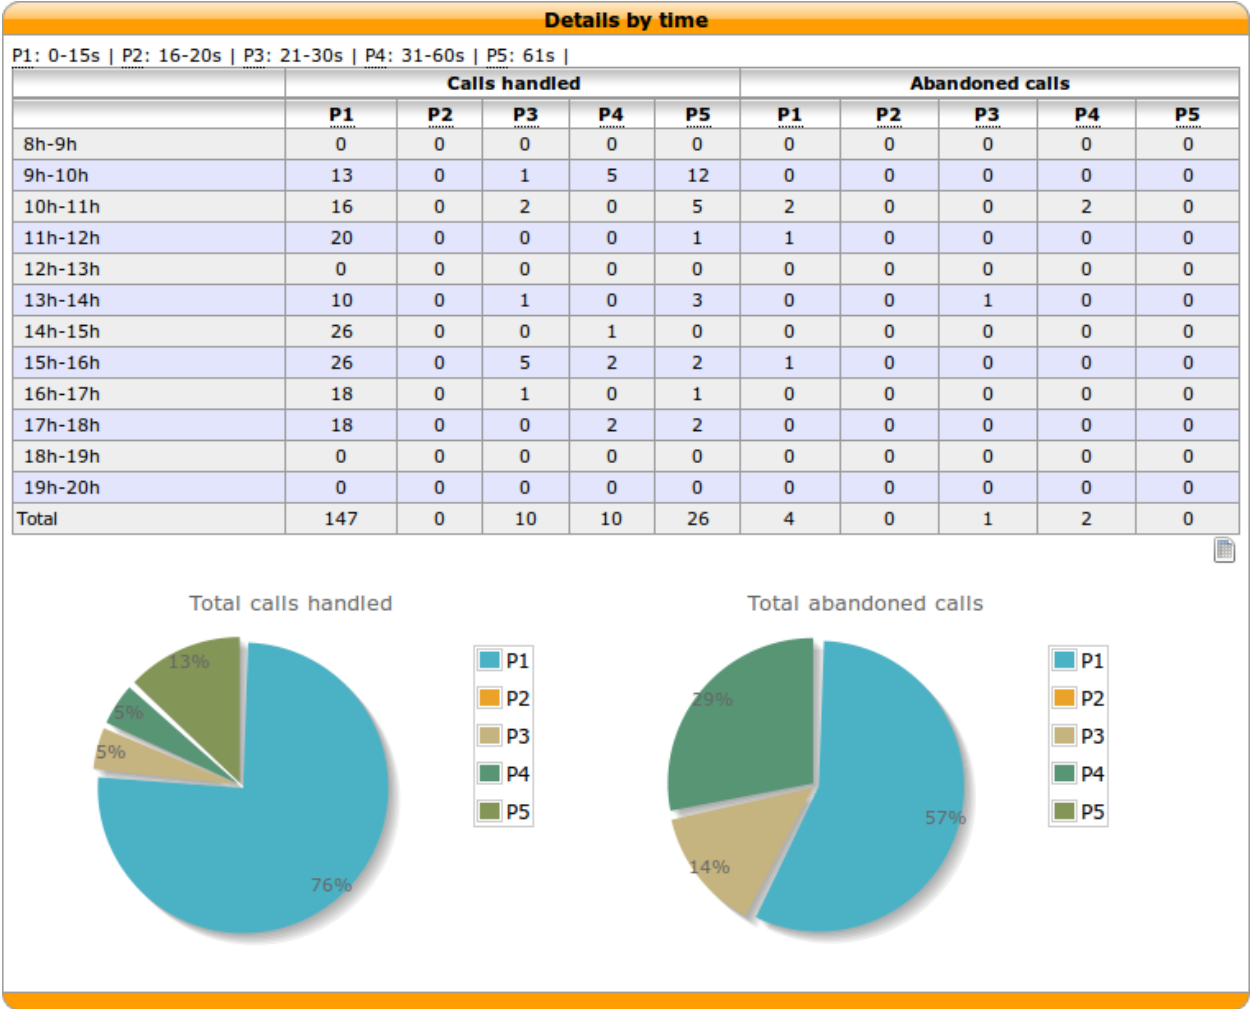 Details by time
P1: 0-15s | P2: 16-20s | P3: 21-30s | P4: 31-60s | P5: 61s |
Calls handled Abandoned calls
P1 P2 P3 P4 P5 P1 P2 P3 P4 P5
8h-9h 0 0 0 0 0 0 0 0 0 0
9h-10h 13 0 1 5 12 0 0 0 0 0
10h-11h 16 0 2 0 5 2 0 0 2 0
11h-12h 20 0 0 0 1 1 0 0 0 0
12h-13h 0 0 0 0 0 0 0 0 0 0
13h-14h 10 0 1 0 3 0 0 1 0 0
14h-15h 26 0 0 1 0 0 0 0 0 0
15h-16h 26 0 5 2 2 1 0 0 0 0
16h-17h 18 0 1 0 1 0 0 0 0 0
17h-18h 18 0 0 2 2 0 0 0 0 0
18h-19h 0 0 0 0 0 0 0 0 0 0
19h-20h 0 0 0 0 0 0 0 0 0 0
Total 147 0 10 10 26 4 0 1 2 0
Total calls handled
13%
5%
5%
76%
P1
P2
P3
P4
P5
Total abandoned calls
29%
14%
57%
P1
P2
P3
P4
P5